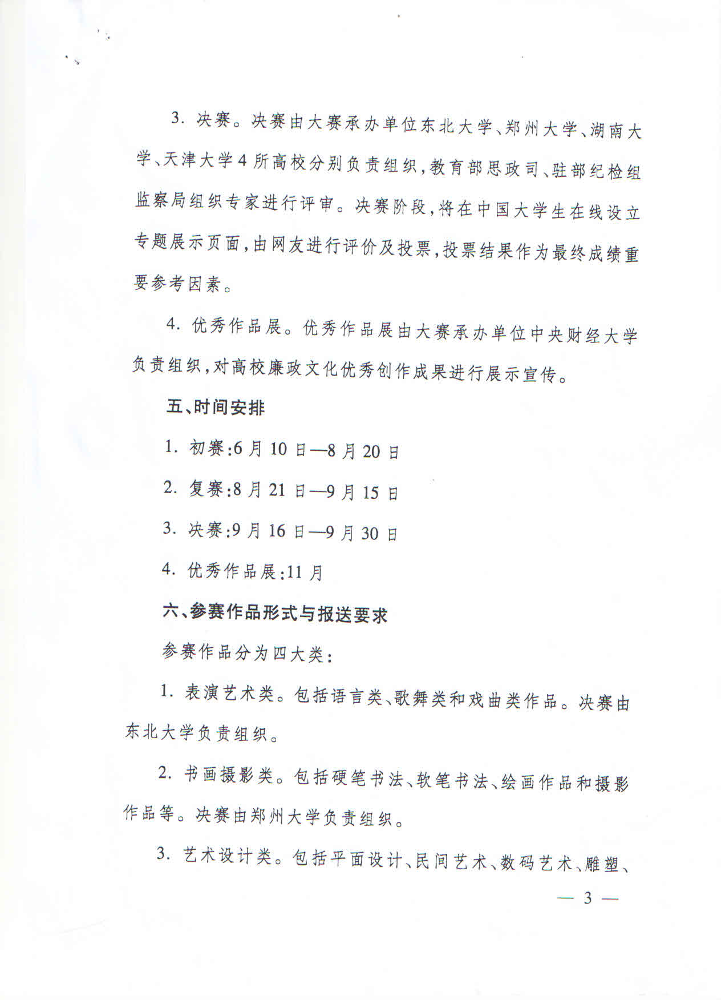 3. 决赛。决赛由大赛承办单位东北大学、郑州大学、湖南大
学、天津大学4所高校分别负责组织,教育部思政司、驻部纪检组
监察局组织专家进行评审。决赛阶段,将在中国大学生在线设立
专题展示页面,由网友进行评价及投票,投票结果作为最终成绩重
要参考因素。
4. 优秀作品展。优秀作品展由大赛承办单位中央财经大学
负责组织,对高校廉政文化优秀创作成果进行展示宣传。
五、时间安排
1. 初赛:6月10日—8月20日
2. 复赛:8月21日—9月15日
3. 决赛:9月16日—9月30日
4. 优秀作品展:11月
六、参赛作品形式与报送要求
参赛作品分为四大类:
1. 表演艺术类。包括语言类、歌舞类和戏曲类作品。决赛由
东北大学负责组织。
2. 书画摄影类。包括硬笔书法、软笔书法、绘画作品和摄影
作品等。决赛由郑州大学负责组织。
3. 艺术设计类。包括平面设计、民间艺术、数码艺术、雕塑、
— 3 —